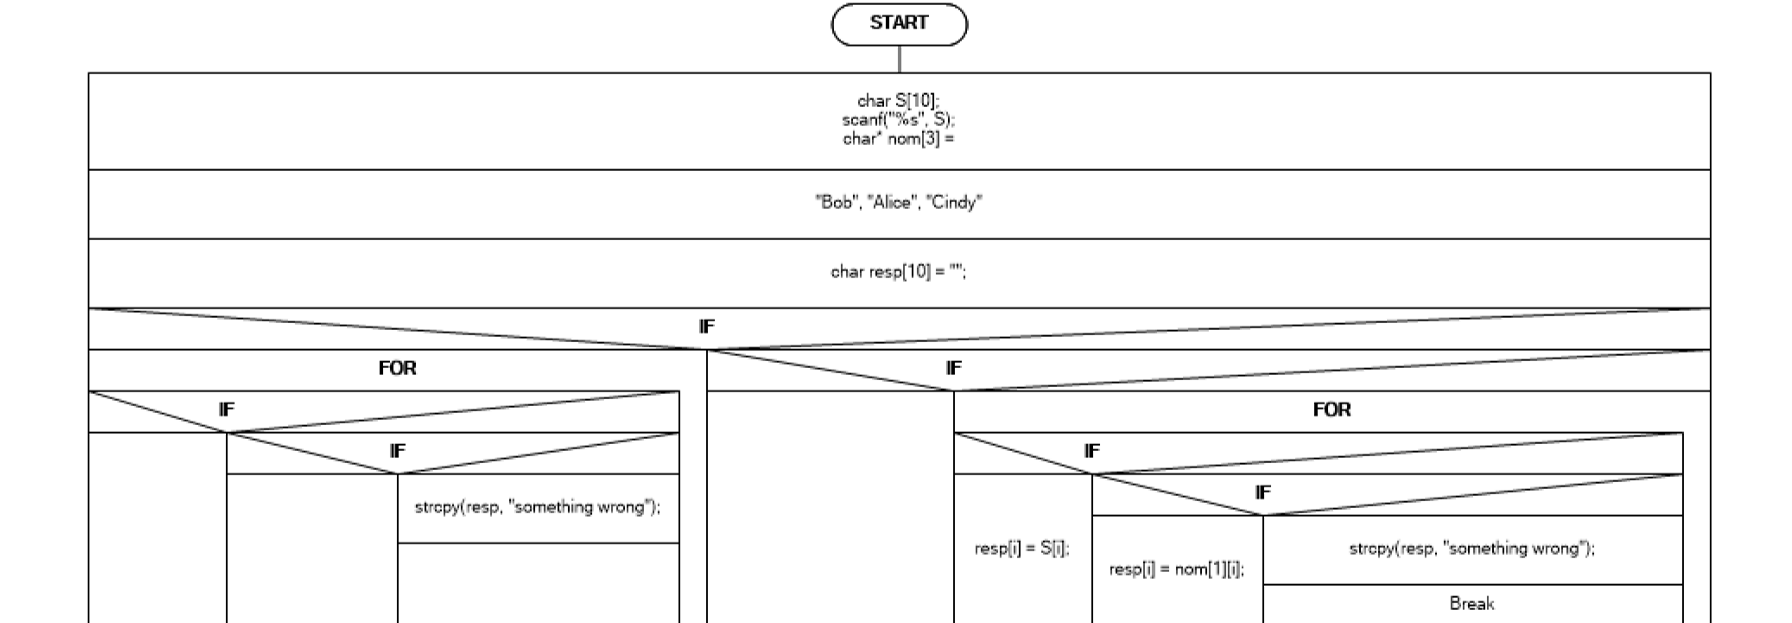 START
char S[10];
scanf("%s", S);
char* nom[3] =
"Bob", "Alice", "Cindy"
char resp[10] = "";
IF
FOR
IF
IF
FOR
IF
IF
IF
strcpy(resp, "something wrong");
resp[i] = S[i];
resp[i] = nom[1][i];
strcpy(resp, "something wrong");
Break